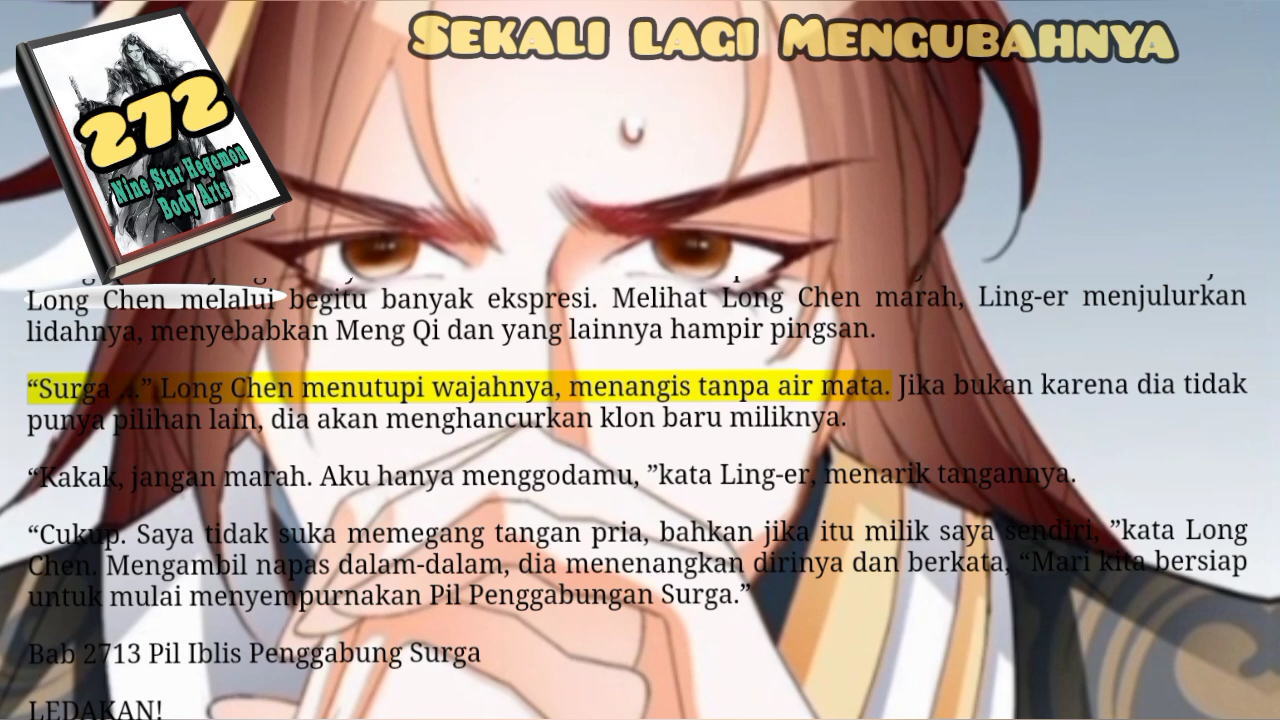 SEKALI LAGI MENGUBAHNYA
272
Nine Star Hegemon
Body Arts
Long Chen melalui begitu banyak ekspresi. Melihat Long Chen marah, Ling-er menjulurkan
lidahnya, menyebabkan Meng Qi dan yang lainnya hampir pingsan.
“Surga ...” Long Chen menutupi wajahnya, menangis tanpa air mata. Jika bukan karena dia tidak
punya pilihan lain, dia akan menghancurkan klon baru miliknya.
“Kakak, jangan marah. Aku hanya menggodamu, ”kata Ling-er, menarik tangannya.
“Cukup. Saya tidak suka memegang tangan pria, bahkan jika itu milik saya sendiri, ”kata Long
Chen. Mengambil napas dalam-dalam, dia menenangkan dirinya dan berkata, “Mari kita bersiap
untuk mulai menyempurnakan Pil Penggabungan Surga.”
Bab 2713 Pil Iblis Penggabung Surga
LEDAKAN!